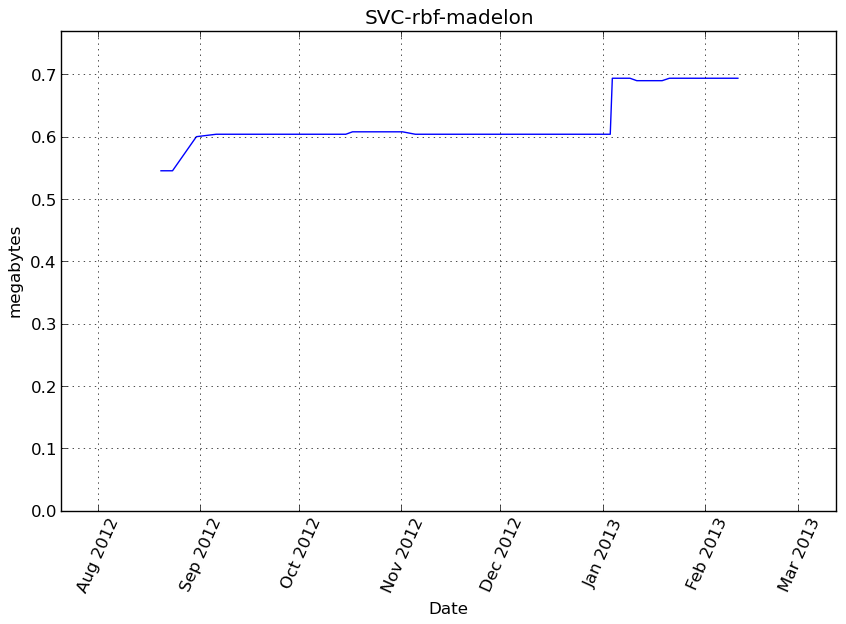 SVC-rbf-madelon
megabytes
0.7
0.6
0.5
0.4
0.3
0.2
0.1
0.0
Aug 2012
Sep 2012
Oct 2012
Nov 2012
Dec 2012
Jan 2013
Feb 2013
Mar 2013
Date